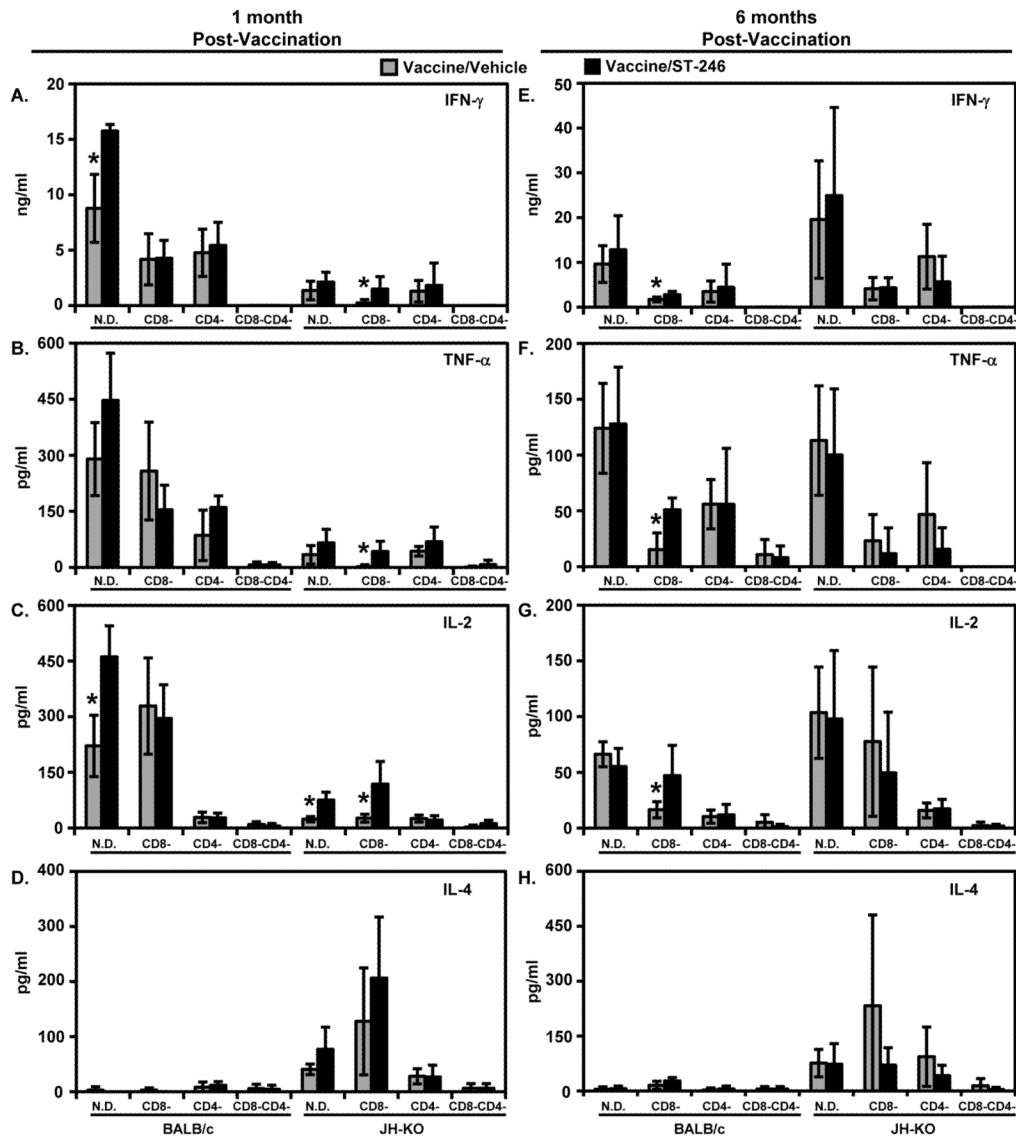 1 month
Post-Vaccination
6 months
Post-Vaccination
Vaccine/Vehicle
Vaccine/ST-246
A.
IFN-γ
20
15
10
5
0
ng/ml
*
*
N.D. CD8- CD4- CD8-CD4- N.D. CD8- CD4- CD8-CD4-
E.
IFN-γ
50
40
30
20
10
0
ng/ml
*
N.D. CD8- CD4- CD8-CD4- N.D. CD8- CD4- CD8-CD4-
B.
TNF-α
600
450
300
150
0
pg/ml
*
N.D. CD8- CD4- CD8-CD4- N.D. CD8- CD4- CD8-CD4-
F.
TNF-α
200
150
100
50
0
pg/ml
*
N.D. CD8- CD4- CD8-CD4- N.D. CD8- CD4- CD8-CD4-
C.
IL-2
600
450
300
150
0
pg/ml
*
* *
N.D. CD8- CD4- CD8-CD4- N.D. CD8- CD4- CD8-CD4-
G.
IL-2
200
150
100
50
0
pg/ml
*
N.D. CD8- CD4- CD8-CD4- N.D. CD8- CD4- CD8-CD4-
D.
IL-4
400
300
200
100
0
pg/ml
N.D. CD8- CD4- CD8-CD4- N.D. CD8- CD4- CD8-CD4-
BALB/c JH-KO
H.
IL-4
600
450
300
150
0
pg/ml
N.D. CD8- CD4- CD8-CD4- N.D. CD8- CD4- CD8-CD4-
BALB/c JH-KO